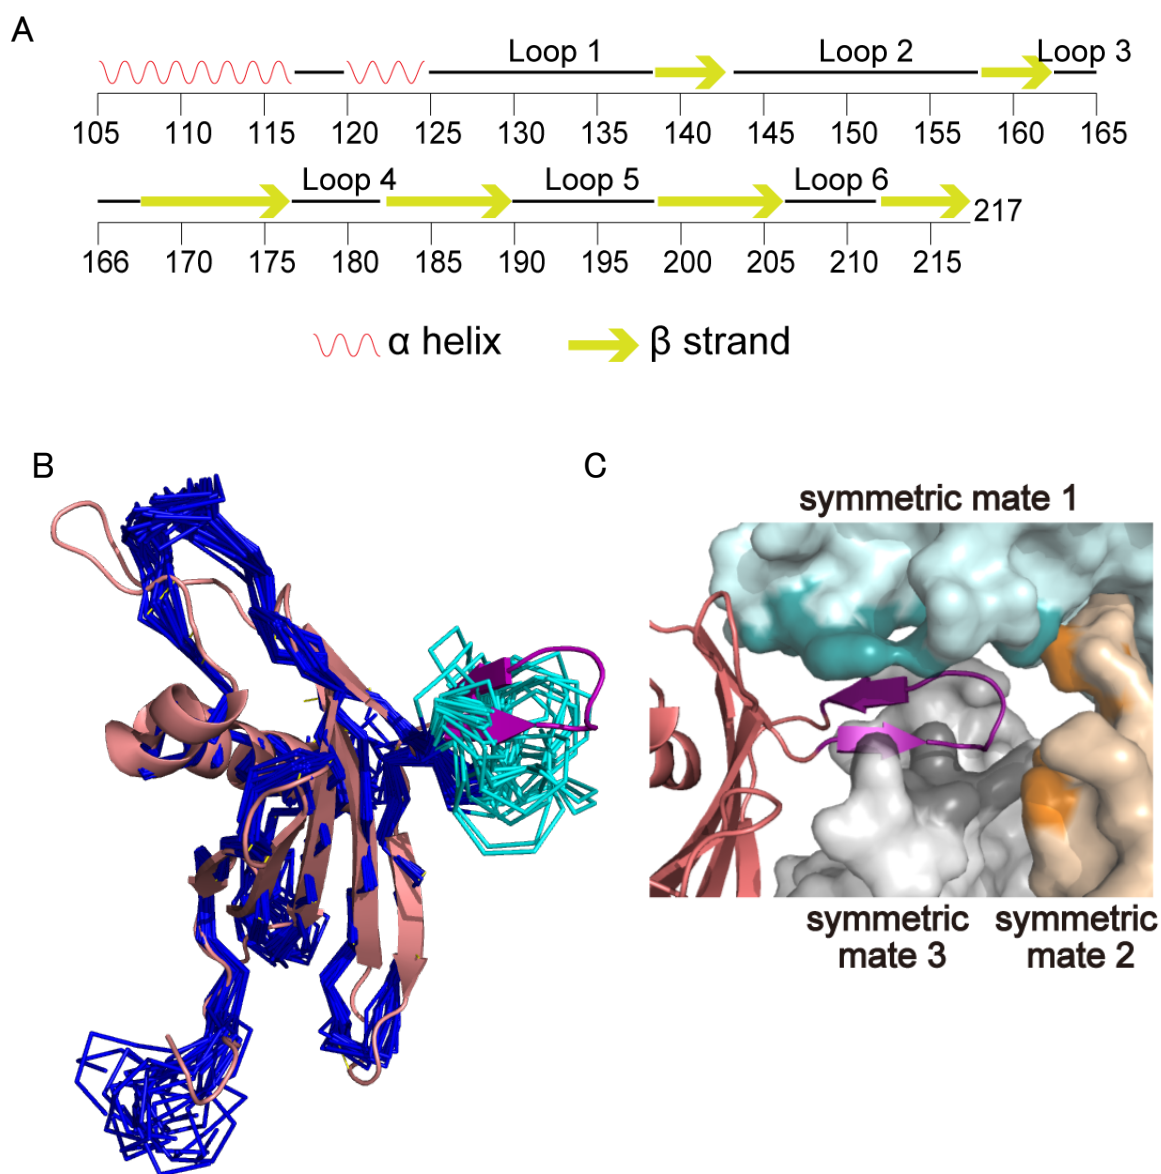 A
Loop 1 Loop 2 Loop 3
105 110 115 120 125 130 135 140 145 150 155 160 165
Loop 4 Loop 5 Loop 6
217
166 170 175 180 185 190 195 200 205 210 215
α helix β strand
B C
symmetric mate 1
symmetric symmetric
mate 3 mate 2